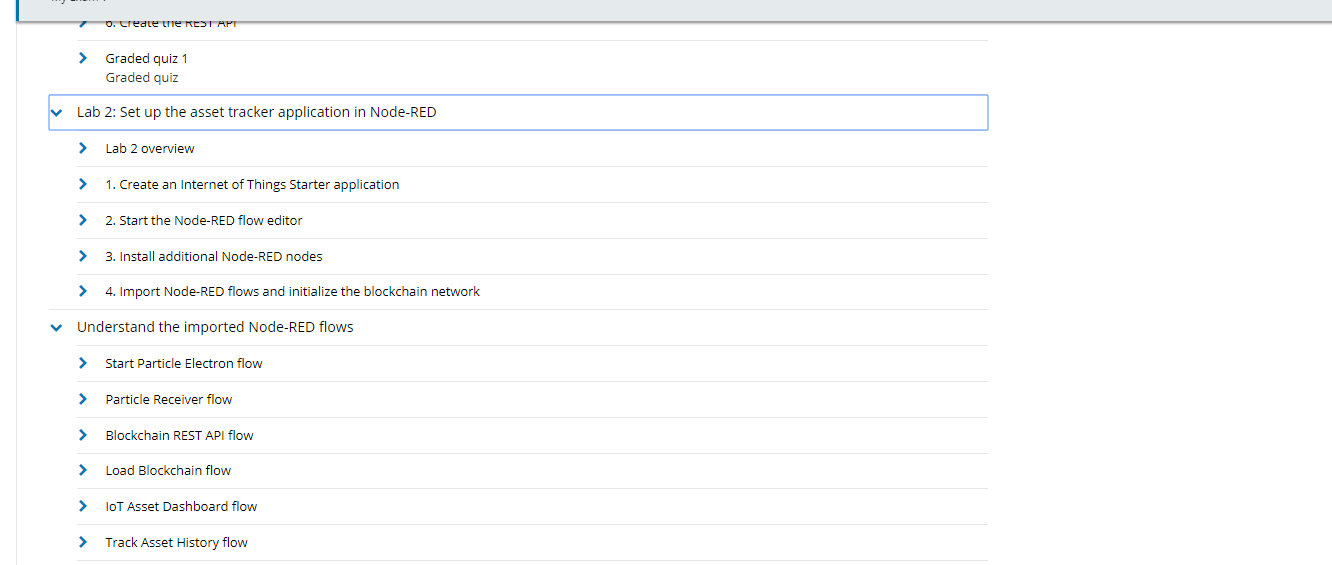 6. Create the REST API
Graded quiz 1
Graded quiz
Lab 2: Set up the asset tracker application in Node-RED
Lab 2 overview
1. Create an Internet of Things Starter application
2. Start the Node-RED flow editor
3. Install additional Node-RED nodes
4. Import Node-RED flows and initialize the blockchain network
Understand the imported Node-RED flows
Start Particle Electron flow
Particle Receiver flow
Blockchain REST API flow
Load Blockchain flow
IoT Asset Dashboard flow
Track Asset History flow